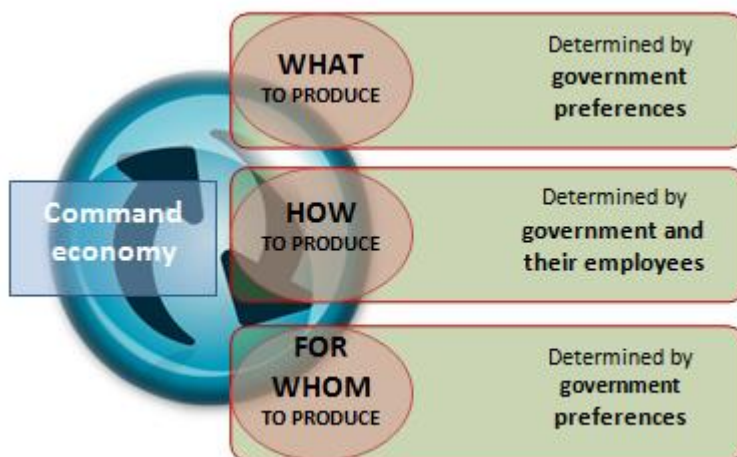 Command
economy
WHAT
TO PRODUCE
Determined by
government
preferences
HOW
TO PRODUCE
Determined by
government and
their employees
FOR
WHOM
TO PRODUCE
Determined by
government
preferences